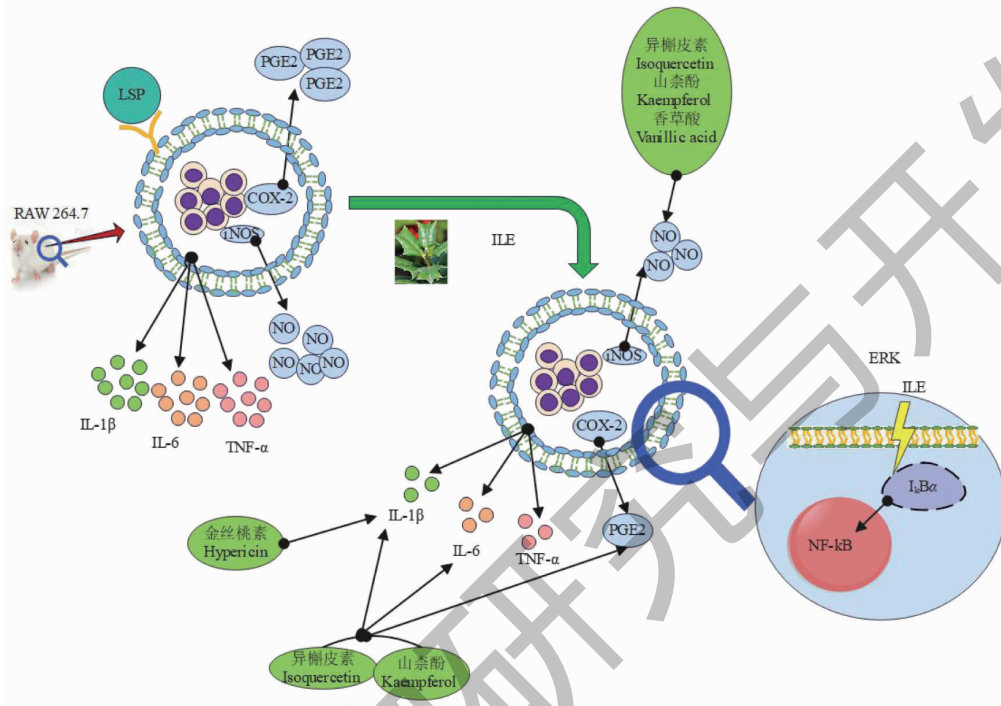 PGE2
PGE2
PGE2
LSP
COX-2
iNOS
RAW 264.7
NO
NO
NO
NO
NO
IL-1β
IL-6
TNF-α
ILE
异槲皮素
Isoquercetin
山柰酚
Kaempferol
香草酸
Vanillic acid
NO
NO
NO
NO
iNOS
COX-2
IL-1β
IL-6
TNF-α
PGE2
金丝桃素
Hypericin
异槲皮素
Isoquercetin
山柰酚
Kaempferol
ERK
ILE
IkBα
NF-kB
研究与开